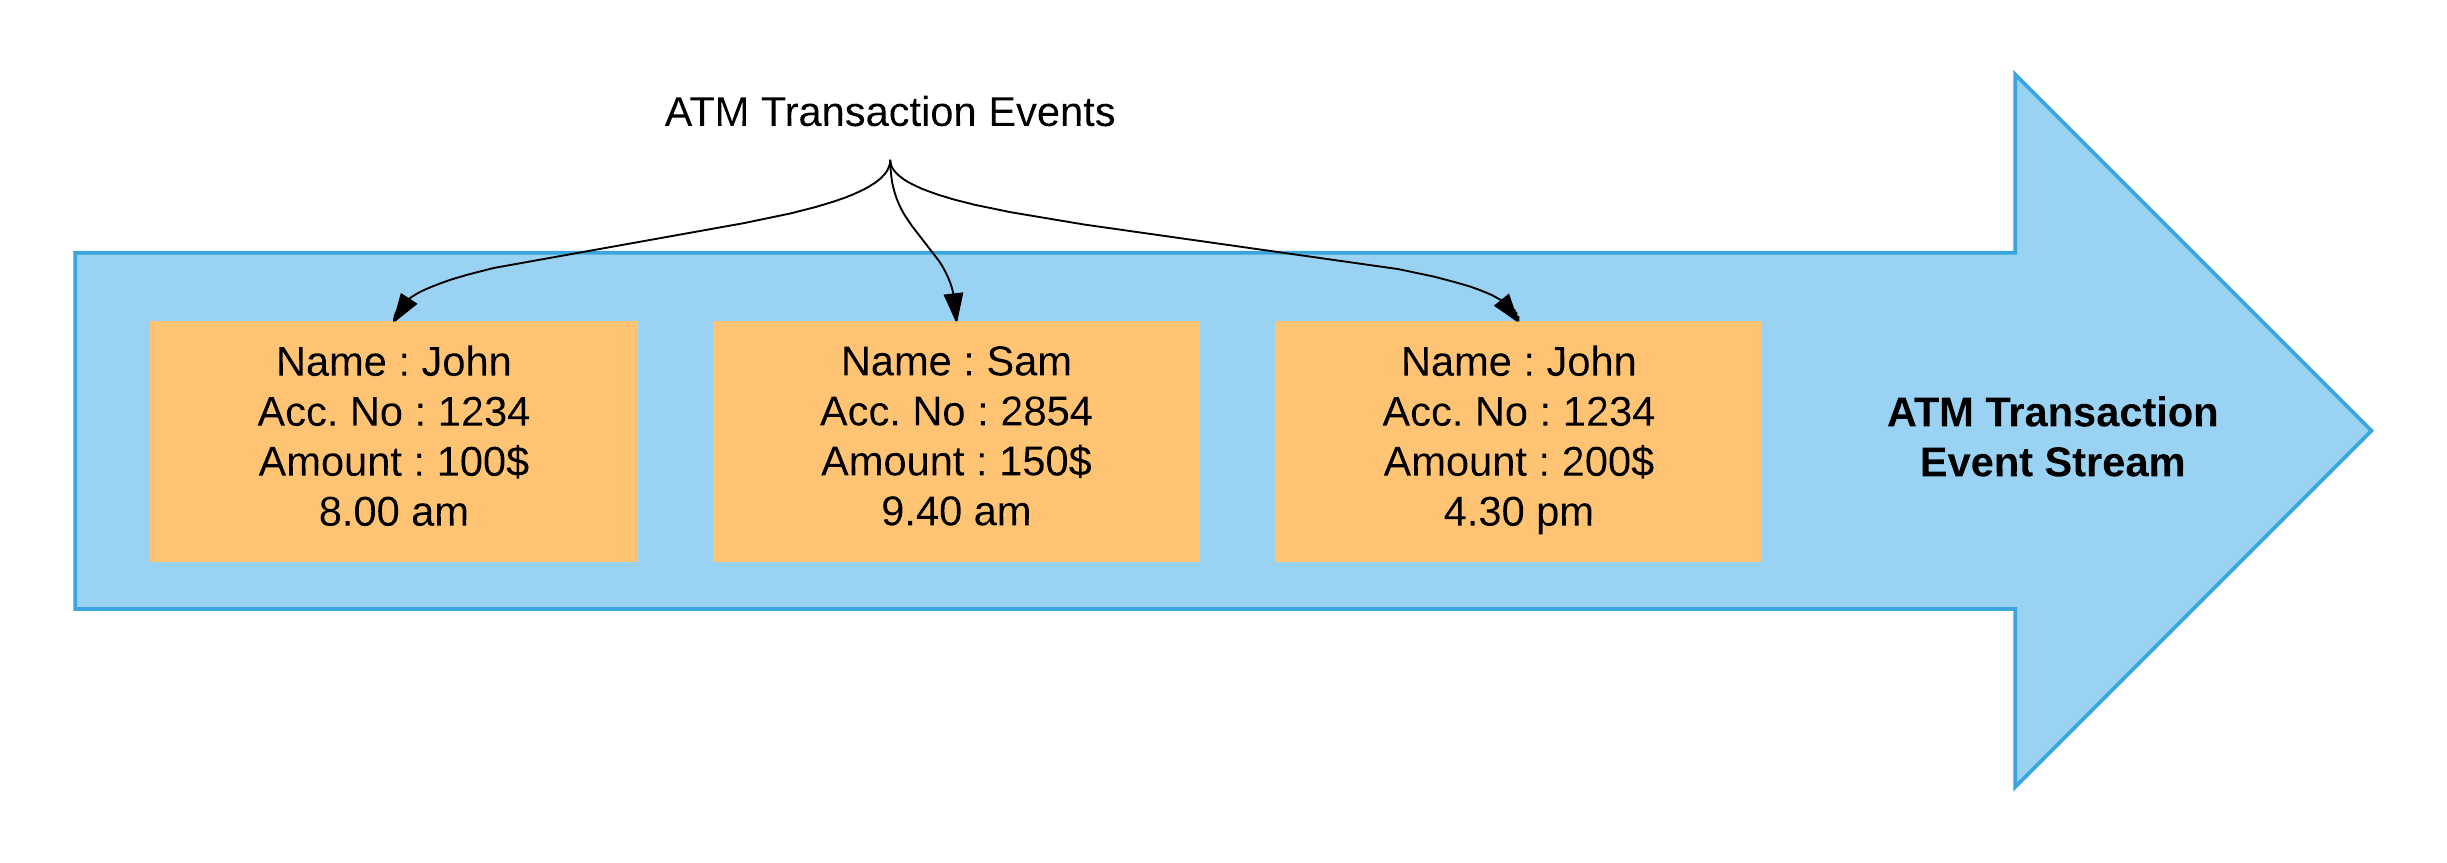 ATM Transaction Events
Name : John
Acc. No : 1234
Amount : 100$
8.00 am
Name : Sam
Acc. No : 2854
Amount : 150$
9.40 am
Name : John
Acc. No : 1234
Amount : 200$
4.30 pm
ATM Transaction
Event Stream